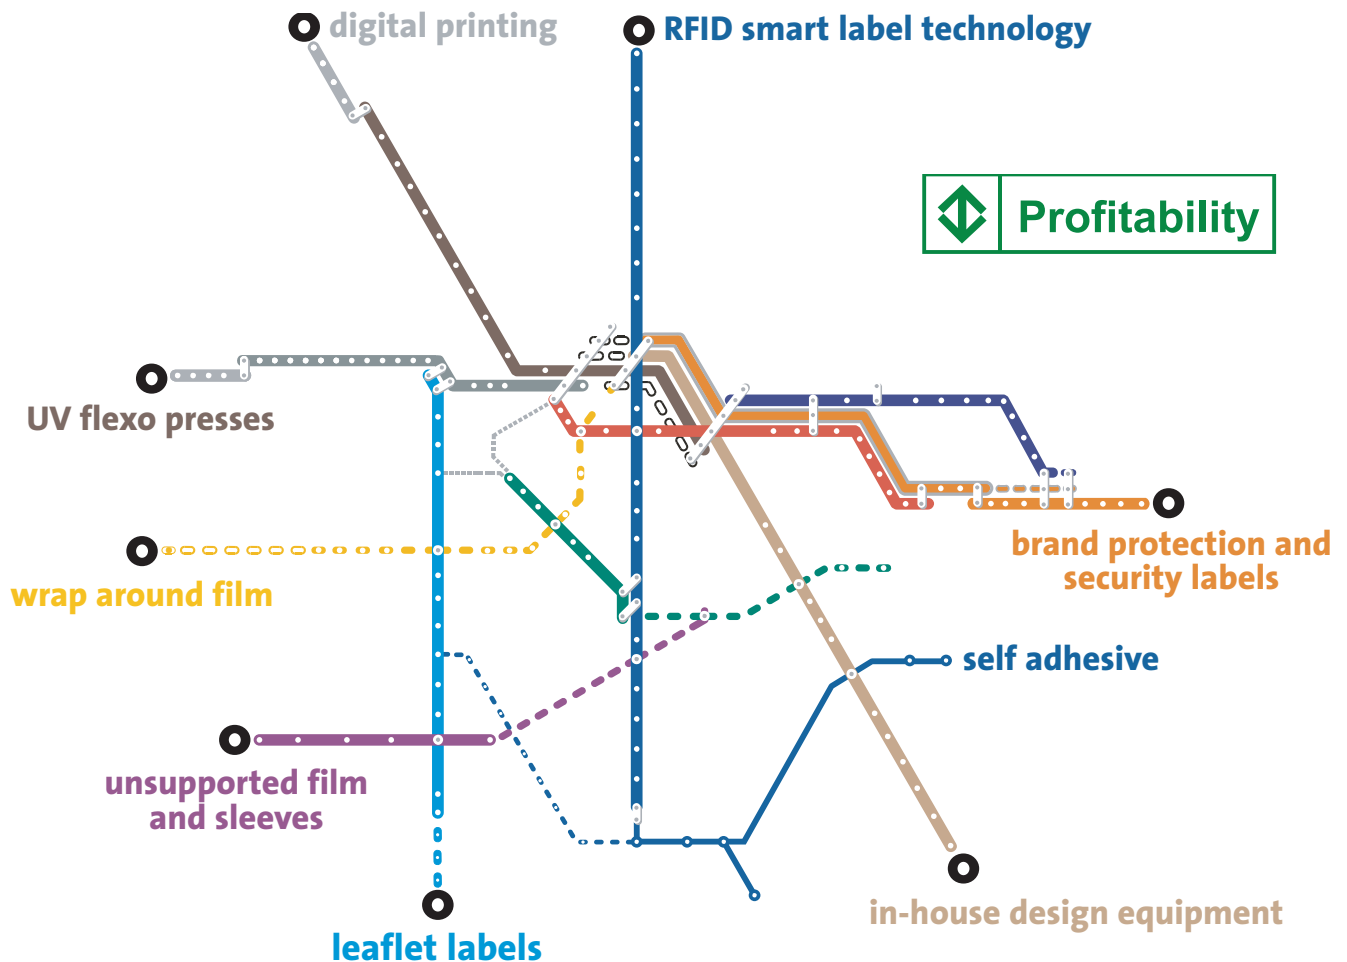 digital printing
RFID smart label technology
Profitability
UV flexo presses
brand protection and
security labels
wrap around film
self adhesive
unsupported film
and sleeves
in-house design equipment
leaflet labels